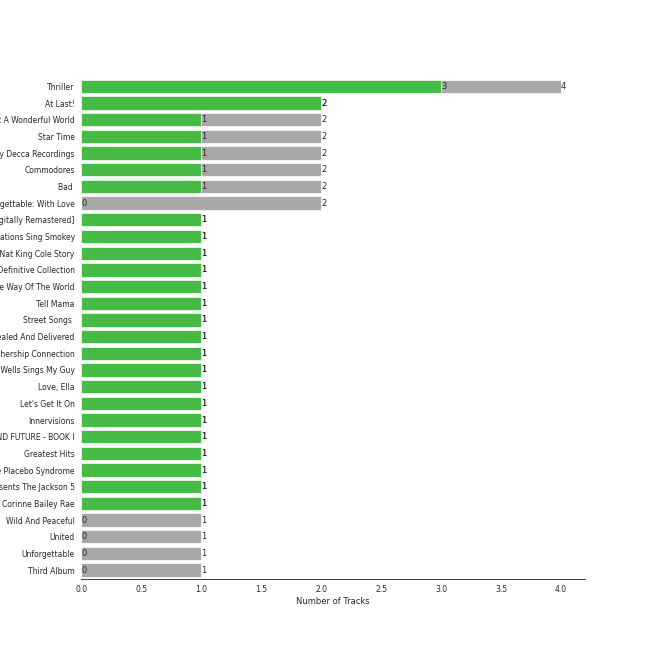 Thriller 3 4
At Last! 2
t A Wonderful World 1 2
Star Time 1 2
y Decca Recordings 1 2
Commodores 1 2
Bad 1 2
gettable: With Love 0 2
gitally Remastered] 1
ations Sing Smokey 1
Nat King Cole Story 1
Definitive Collection 1
e Way Of The World 1
Tell Mama 1
Street Songs 1
ealed And Delivered 1
thership Connection 1
Wells Sings My Guy 1
Love, Ella 1
Let's Get It On 1
Innervisions 1
ND FUTURE - BOOK I 1
Greatest Hits 1
e Placebo Syndrome 1
sents The Jackson 5 1
Corinne Bailey Rae 1
Wild And Peaceful 0 1
United 0 1
Unforgettable 0 1
Third Album 0 1
0.0 0.5 1.0 1.5 2.0 2.5 3.0 3.5 4.0
Number of Tracks